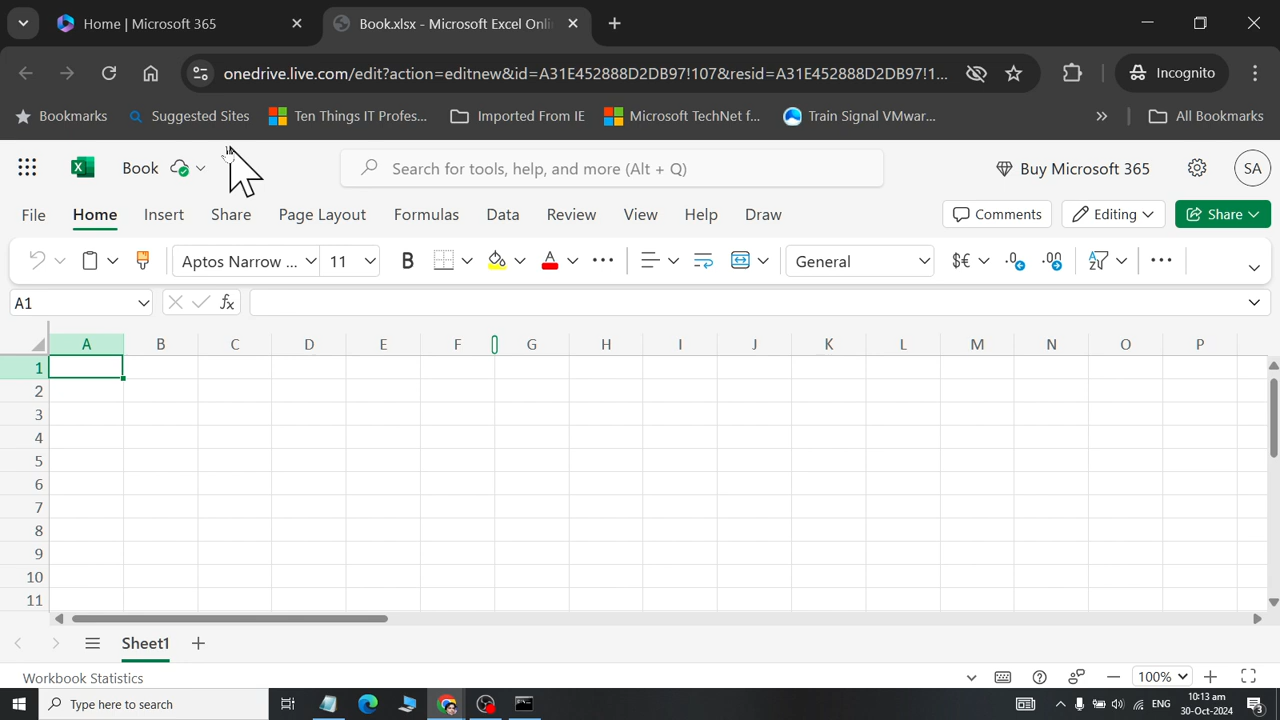 Home | Microsoft 365
Book.xlsx - Microsoft Excel Onli
onedrive.live.com/edit?action=editnew&id=A31E452888D2DB97!107&resid=A31E452888D2DB97!1...
Incognito
Bookmarks Suggested Sites Ten Things IT Profes... Imported From IE Microsoft TechNet f... Train Signal VMwar... » All Bookmarks
Book Search for tools, help, and more (Alt + Q) Buy Microsoft 365 SA
File Home Insert Share Page Layout Formulas Data Review View Help Draw Comments Editing Share
Aptos Narrow ... 11 B A ... General $€ .0 .00 ...
A1 fx
A B C D E F G H I J K L M N O P
1
2
3
4
5
6
7
8
9
10
11
Sheet1 +
Workbook Statistics 100%
Type here to search ENG 10:13 am
30-Oct-2024 3